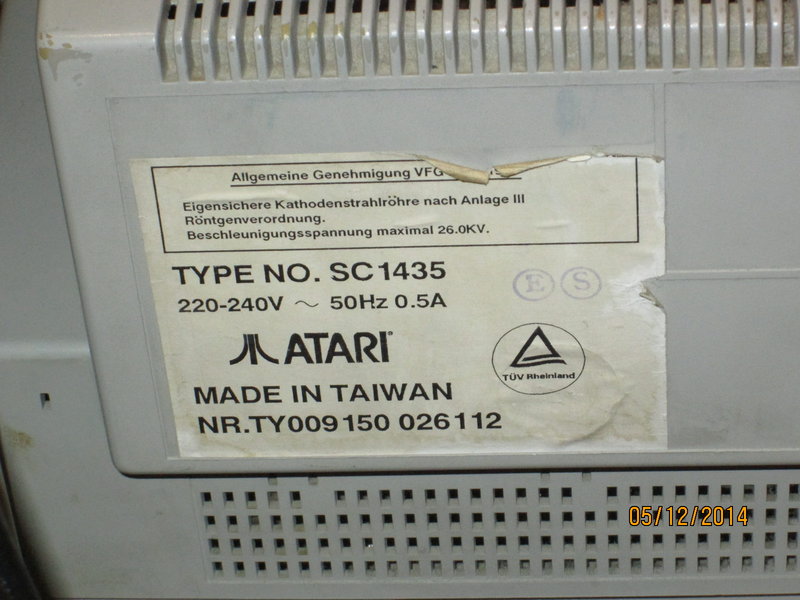 Allgemeine Genehmigung VFG
Eigensichere Kathodenstrahlröhre nach Anlage III
Röntgenverordnung.
Beschleunigungsspannung maximal 26.0KV.
TYPE NO. SC1435
E S
220-240V ~ 50Hz 0.5A
ATARI
TÜV Rheinland
MADE IN TAIWAN
NR.TY009150 026112
05/12/2014